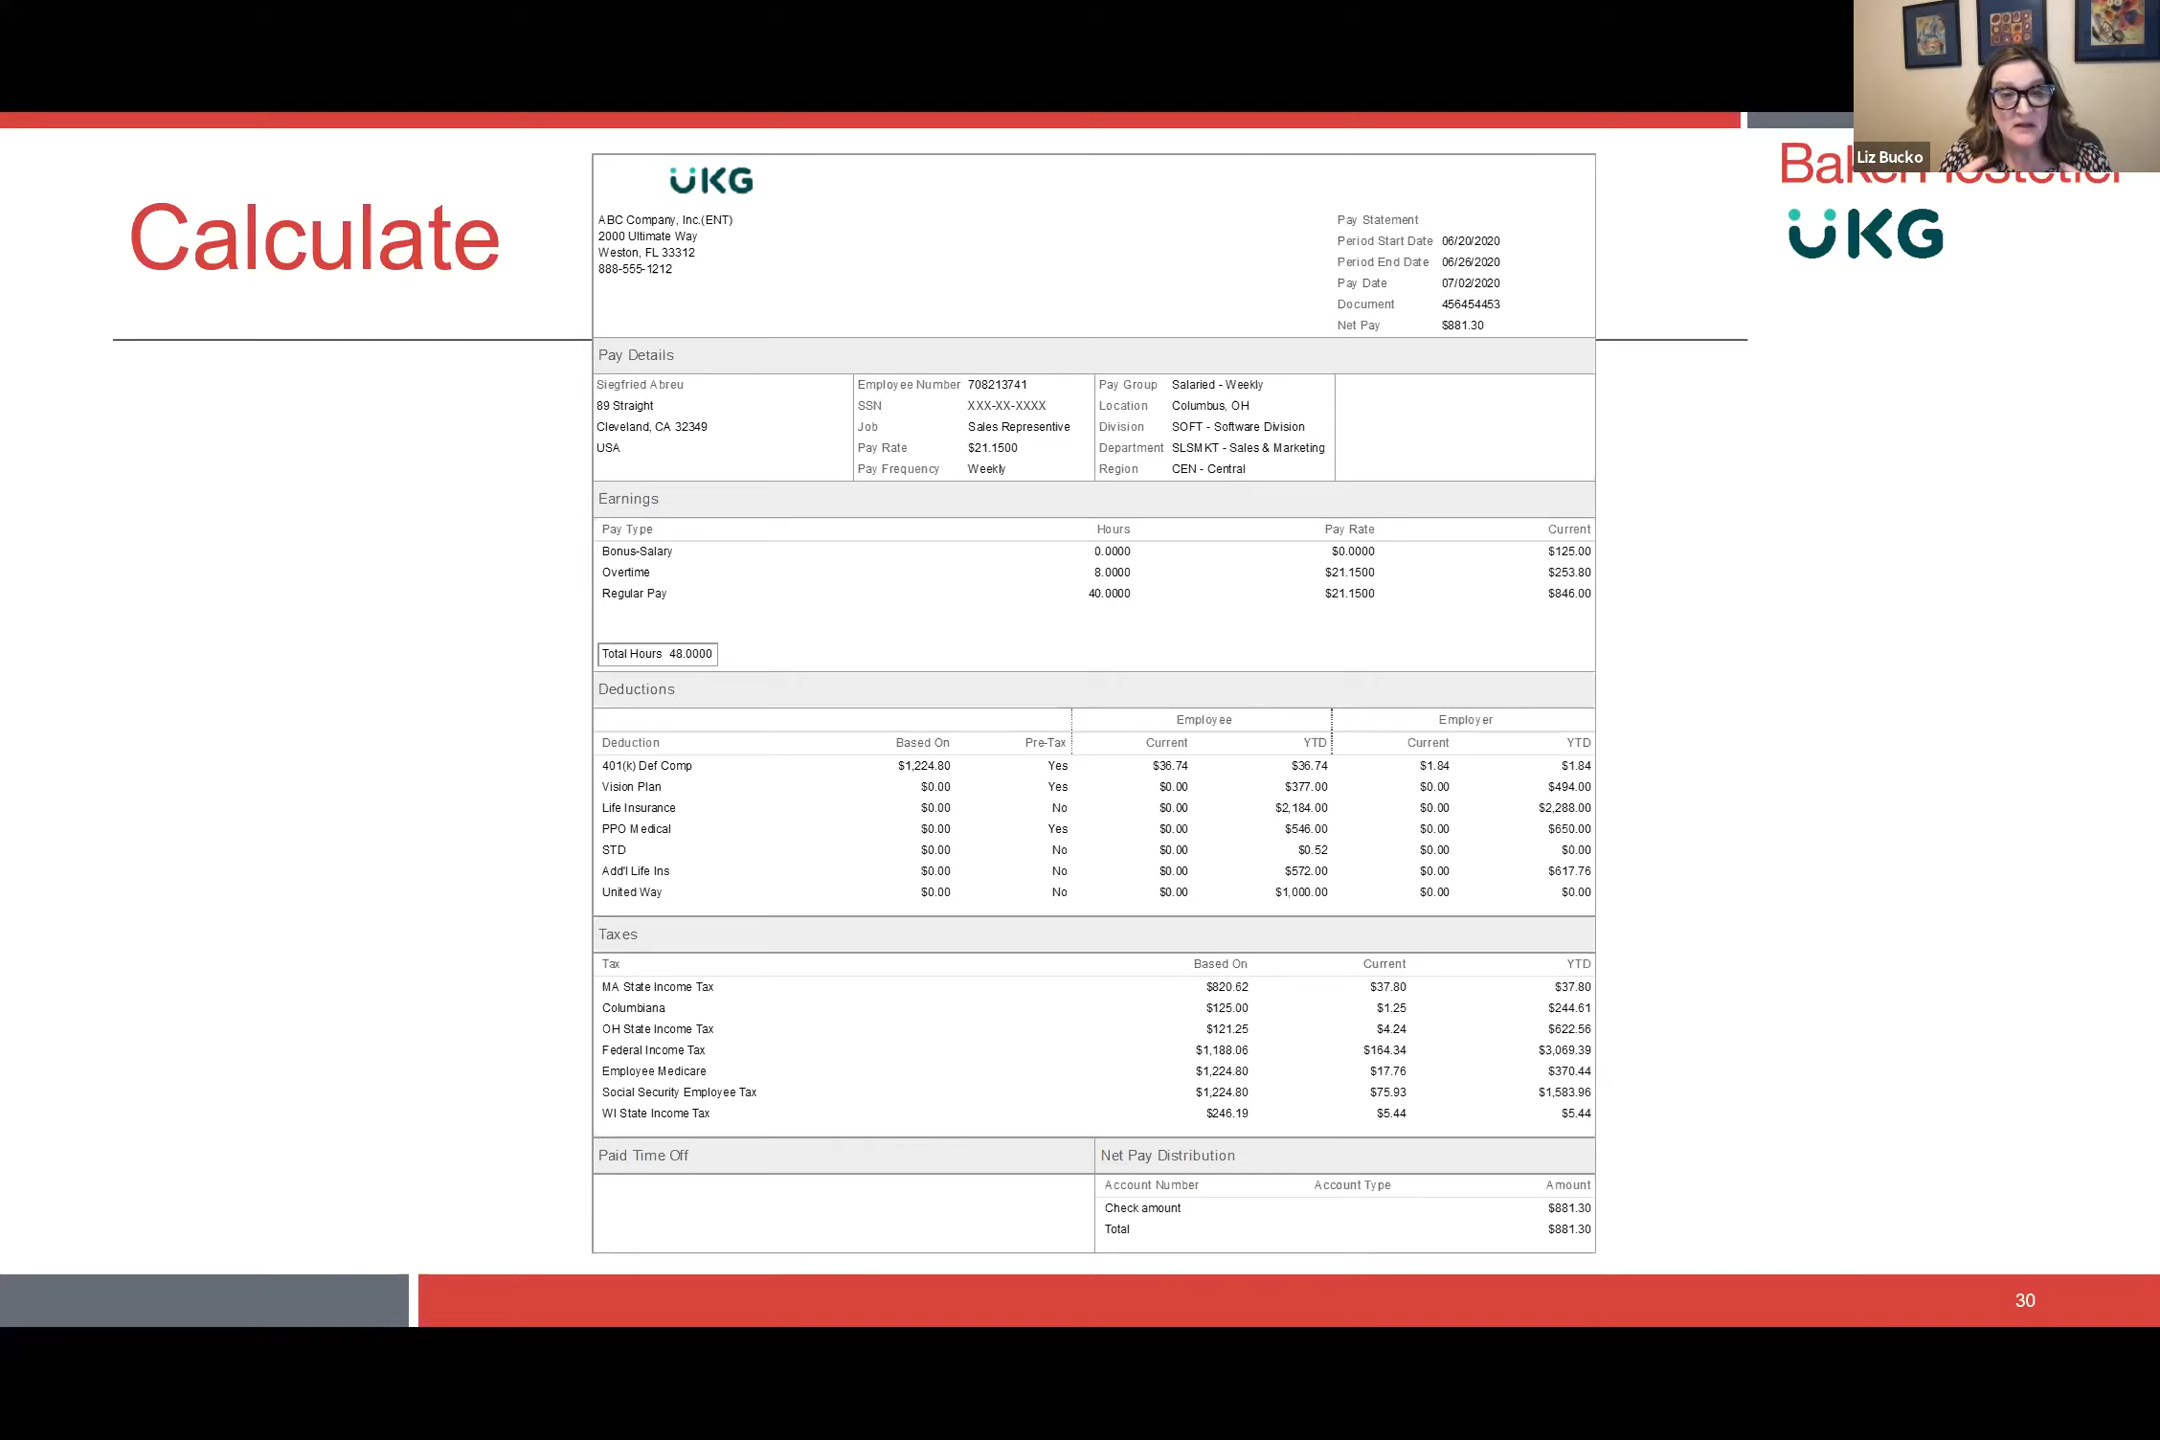 Liz Bucko
UKG
Calculate
UKG
ABC Company, Inc.(ENT)
2000 Ultimate Way
Weston, FL 33312
888-555-1212
Pay Statement
Period Start Date 06/20/2020
Period End Date 06/26/2020
Pay Date 07/02/2020
Document 456454453
Net Pay $881.30
Pay Details
Siegfried Abreu
89 Straight
Cleveland, CA 32349
USA
Employee Number 708213741
SSN XXX-XX-XXXX
Job Sales Representive
Pay Rate $21.1500
Pay Frequency Weekly
Pay Group Salaried - Weekly
Location Columbus, OH
Division SOFT - Software Division
Department SLSMKT - Sales & Marketing
Region CEN - Central
Earnings
Pay Type Hours Pay Rate Current
Bonus-Salary 0.0000 $0.0000 $125.00
Overtime 8.0000 $21.1500 $253.80
Regular Pay 40.0000 $21.1500 $846.00
Total Hours 48.0000
Deductions
Employee Employer
Deduction Based On Pre-Tax Current YTD Current YTD
401(k) Def Comp $1,224.80 Yes $36.74 $36.74 $1.84 $1.84
Vision Plan $0.00 Yes $0.00 $377.00 $0.00 $494.00
Life Insurance $0.00 No $0.00 $2,184.00 $0.00 $2,288.00
PPO Medical $0.00 Yes $0.00 $546.00 $0.00 $650.00
STD $0.00 No $0.00 $0.52 $0.00 $0.00
Add'l Life Ins $0.00 No $0.00 $572.00 $0.00 $617.76
United Way $0.00 No $0.00 $1,000.00 $0.00 $0.00
Taxes
Tax Based On Current YTD
MA State Income Tax $820.62 $37.80 $37.80
Columbiana $125.00 $1.25 $244.61
OH State Income Tax $121.25 $4.24 $622.56
Federal Income Tax $1,188.06 $164.34 $3,069.39
Employee Medicare $1,224.80 $17.76 $370.44
Social Security Employee Tax $1,224.80 $75.93 $1,583.96
WI State Income Tax $246.19 $5.44 $5.44
Paid Time Off
Net Pay Distribution
Account Number Account Type Amount
Check amount $881.30
Total $881.30
30